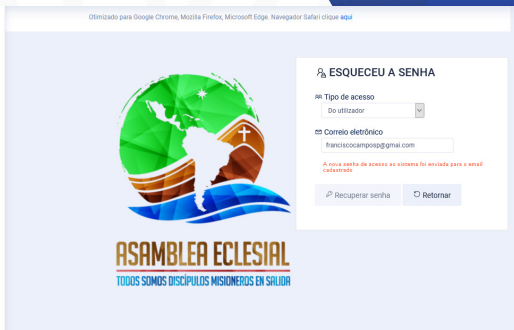 Otimizado para Google Chrome, Mozilla Firefox, Microsoft Edge. Navegador Safari clique aqui
ESQUECEU A SENHA
Tipo de acesso
Do utilizador
Correio eletrônico
franciscocamposp@gmai.com
A nova senha de acesso ao sistema foi enviada para o email
cadastrado
Recuperar senha
Retornar
ASAMBLEA ECLESIAL
TODOS SOMOS DISCÍPULOS MISIONEROS EN SALIDA